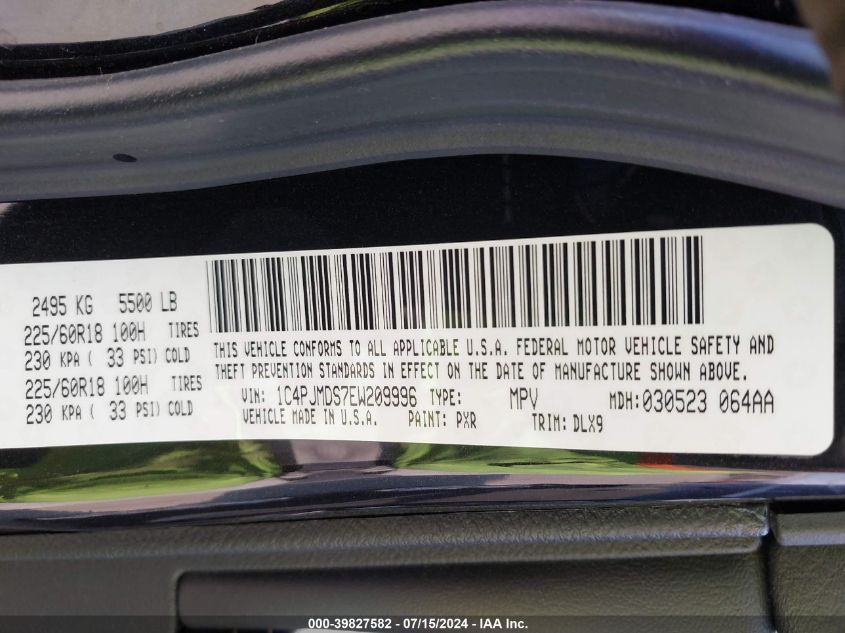 2495 KG 5500 LB
225/60R18 100H TIRES
230 KPA ( 33 PSI) COLD
225/60R18 100H TIRES
230 KPA ( 33 PSI) COLD
THIS VEHICLE CONFORMS TO ALL APPLICABLE U.S.A. FEDERAL MOTOR VEHICLE SAFETY AND
THEFT PREVENTION STANDARDS IN EFFECT ON THE DATE OF MANUFACTURE SHOWN ABOVE.
VIN: 1C4PJMDS7EW209996 TYPE: MPV MDH: 030523 064AA
VEHICLE MADE IN U.S.A. PAINT: PXR TRIM: DLX9
000-39827582 - 07/15/2024 - IAA Inc.